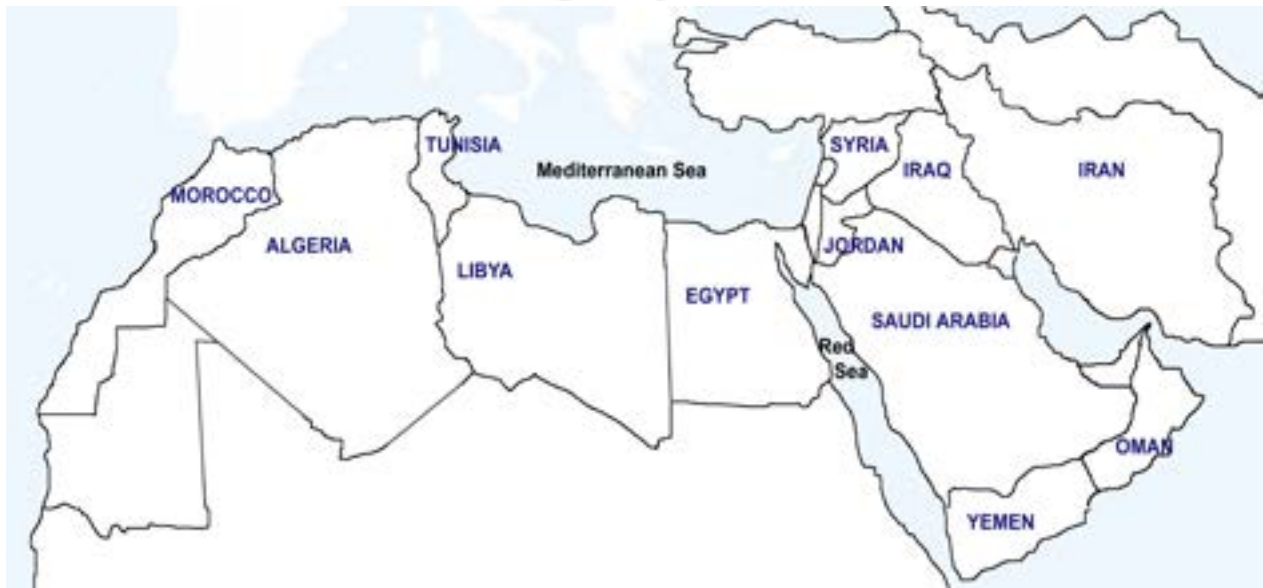 TUNISIA
SYRIA
Mediterranean Sea
IRAQ
IRAN
MOROCCO
ALGERIA
JORDAN
LIBYA
EGYPT
SAUDI ARABIA
Red
Sea
OMAN
YEMEN